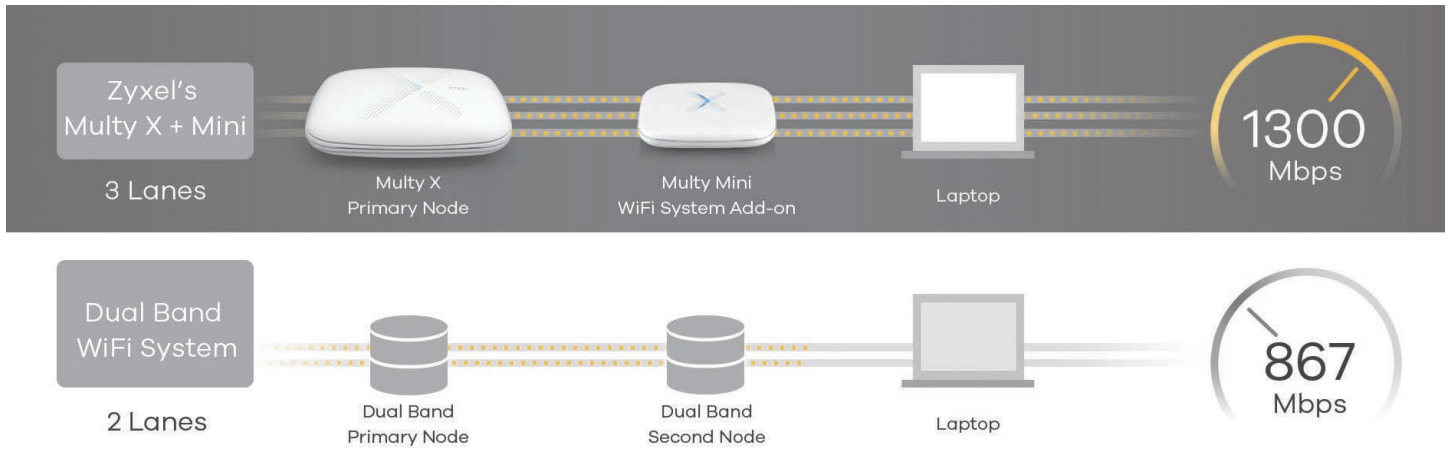 Zyxel's
Multy X + Mini
3 Lanes
Multy X
Primary Node
Multy Mini
WiFi System Add-on
Laptop
1300
Mbps
Dual Band
WiFi System
2 Lanes
Dual Band
Primary Node
Dual Band
Second Node
Laptop
867
Mbps